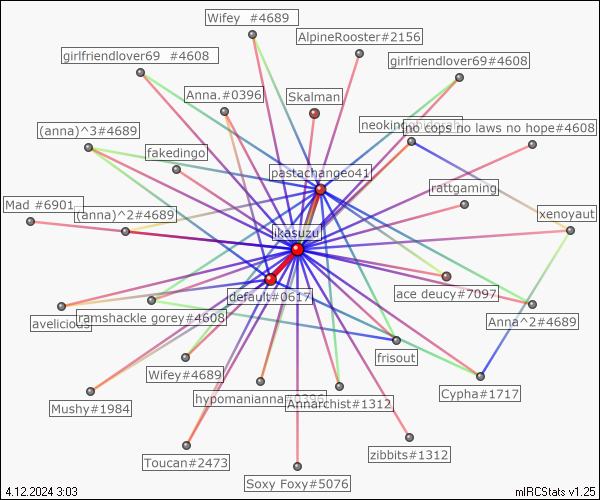 Wifey #4689
AlpineRooster#2156
girlfriendlover69 #4608
girlfriendlover69#4608
Anna.#0396
Skalman
(anna)^3#4689
no cops no laws no hope#4608
fakedingo
pastachangeo41
rattgaming
Mad #6901
(anna)^2#4689
xenoyaut
ikasuzu
default#0617
ace deucy#7097
avelicious
ramshackle gorey#4608
Anna^2#4689
frisout
Wifey#4689
hypomanianna#0396
Cypha#1717
Annarchist#1312
Mushy#1984
zibbits#1312
Toucan#2473
Soxy Foxy#5076
4.12.2024 3:03
mIRCStats v1.25